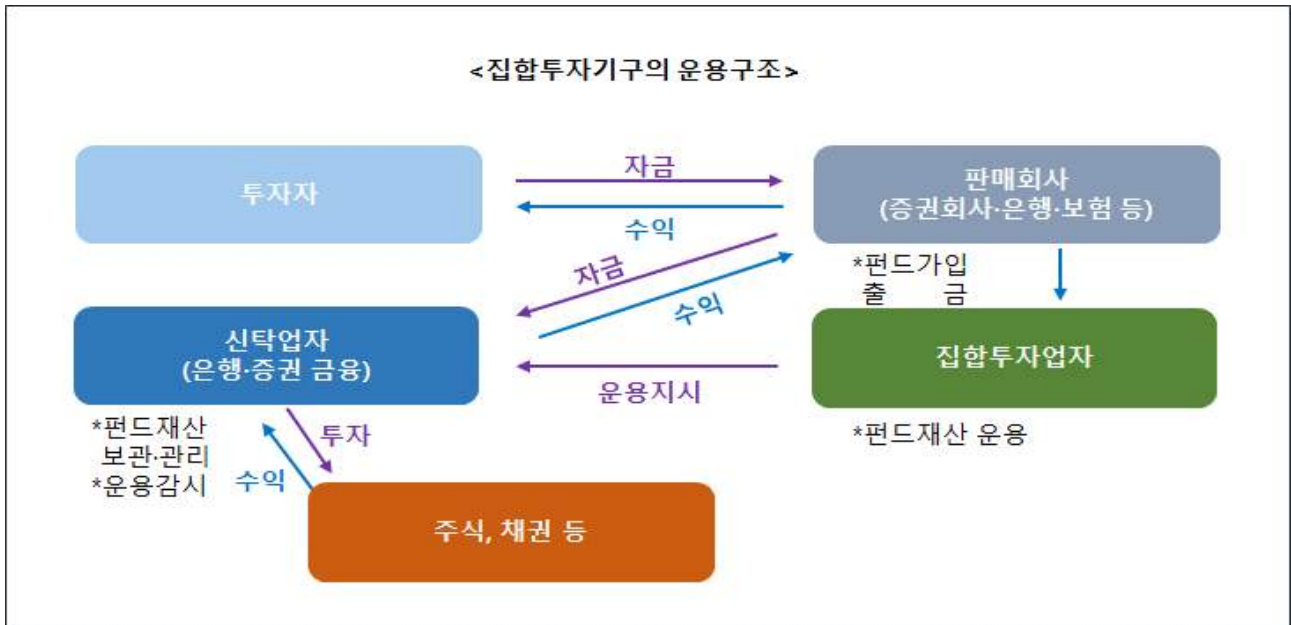 <집합투자기구의 운용구조>
투자자
자금
수익
판매회사
(증권회사·은행·보험 등)
자금
수익
*펀드가입
출 금
신탁업자
(은행·증권 금융)
운용지시
집합투자업자
*펀드재산
보관·관리
*운용감시
투자
수익
*펀드재산 운용
주식, 채권 등